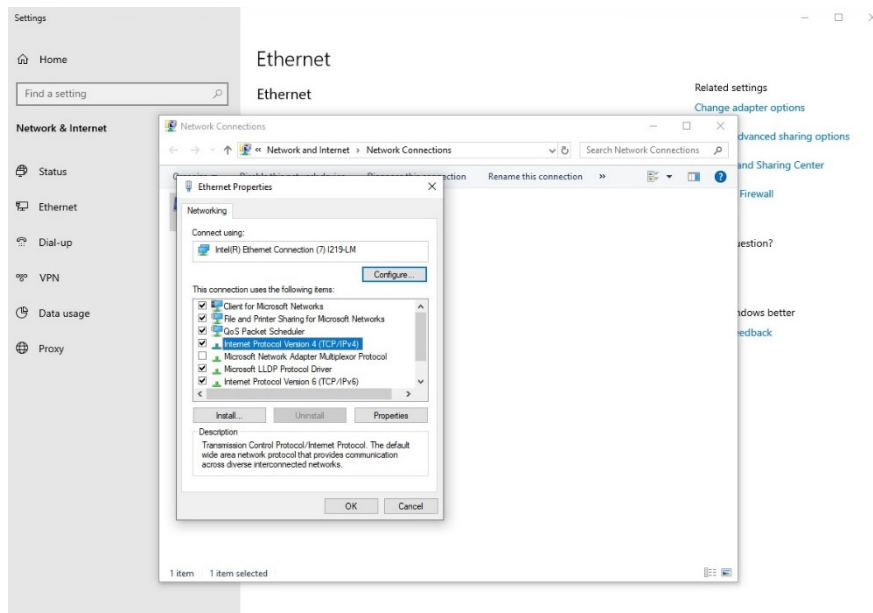 Settings
Home
Find a setting
Network & Internet
Status
Ethernet
Dial-up
VPN
Data usage
Proxy
Ethernet
Ethernet
Related settings
Change adapter options
dvanced sharing options
and Sharing Center
Firewall
estion?
ndows better
edback
Network Connections
« Network and Internet › Network Connections
Search Network Connections
Rename this connection »
Ethernet Properties
Networking
Connect using:
Intel(R) Ethernet Connection (7) I219-LM
Configure...
This connection uses the following items:
Client for Microsoft Networks
File and Printer Sharing for Microsoft Networks
QoS Packet Scheduler
Internet Protocol Version 4 (TCP/IPv4)
Microsoft Network Adapter Multiplexor Protocol
Microsoft LLDP Protocol Driver
Internet Protocol Version 6 (TCP/IPv6)
Install...
Uninstall
Properties
Description
Transmission Control Protocol/Internet Protocol. The default
wide area network protocol that provides communication
across diverse interconnected networks.
OK
Cancel
1 item
1 item selected